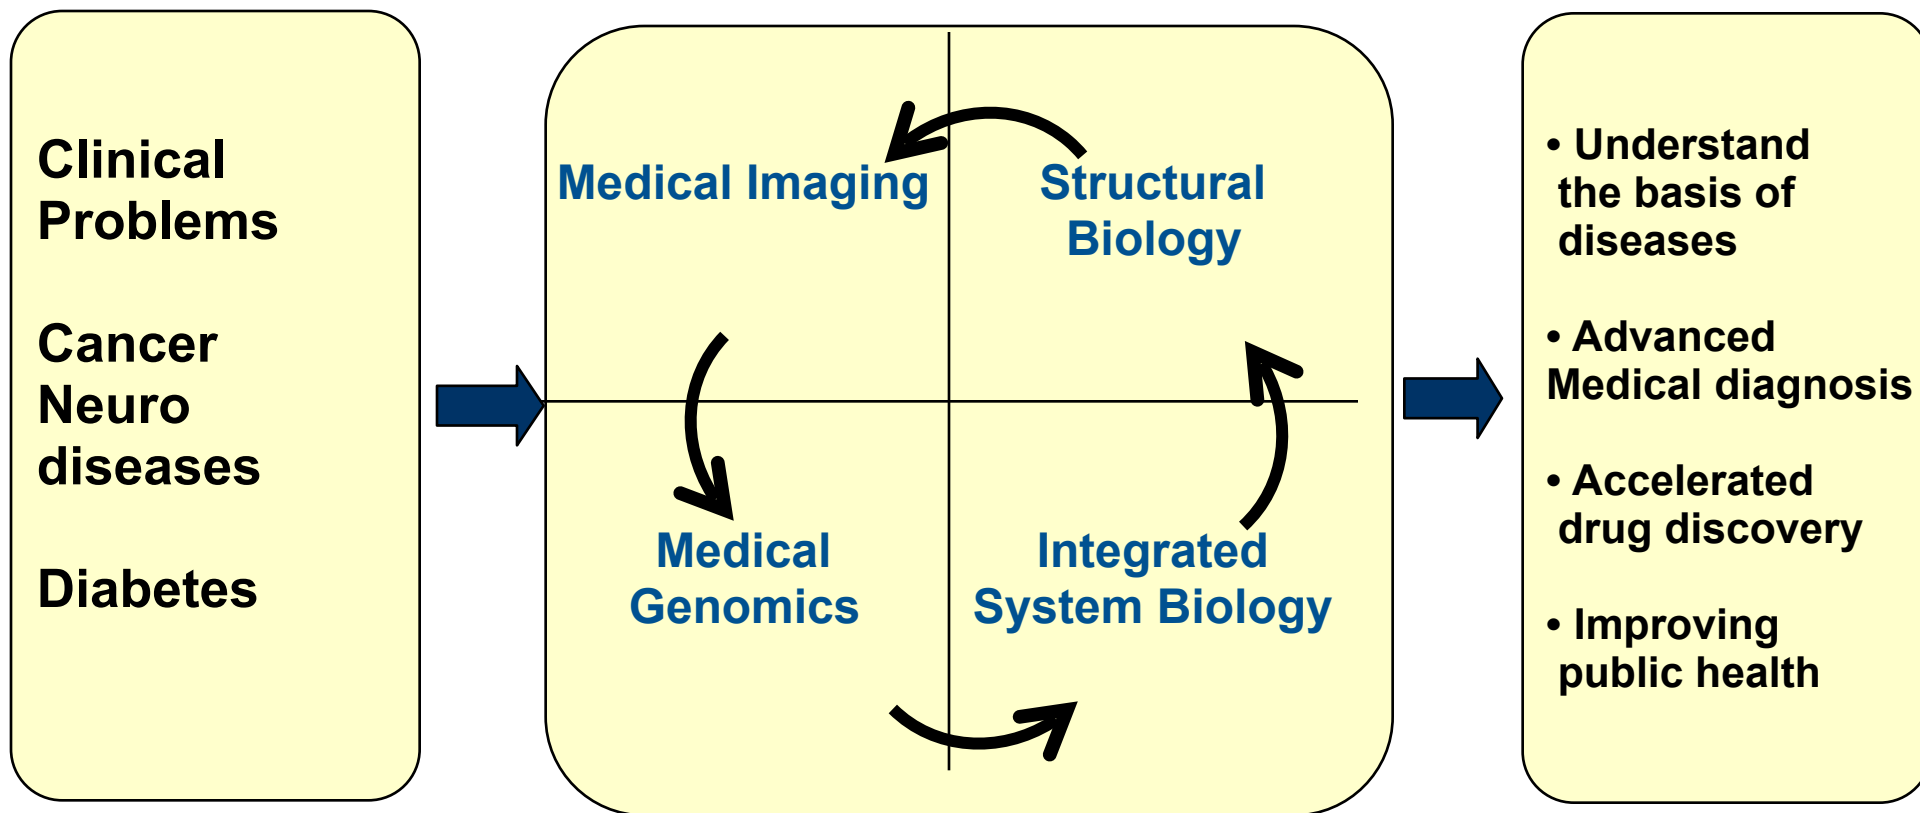 Clinical
Problems
Cancer
Neuro
diseases
Diabetes
Medical Imaging
Structural
Biology
Medical
Genomics
Integrated
System Biology
• Understand
the basis of
diseases
• Advanced
Medical diagnosis
• Accelerated
drug discovery
• Improving
public health